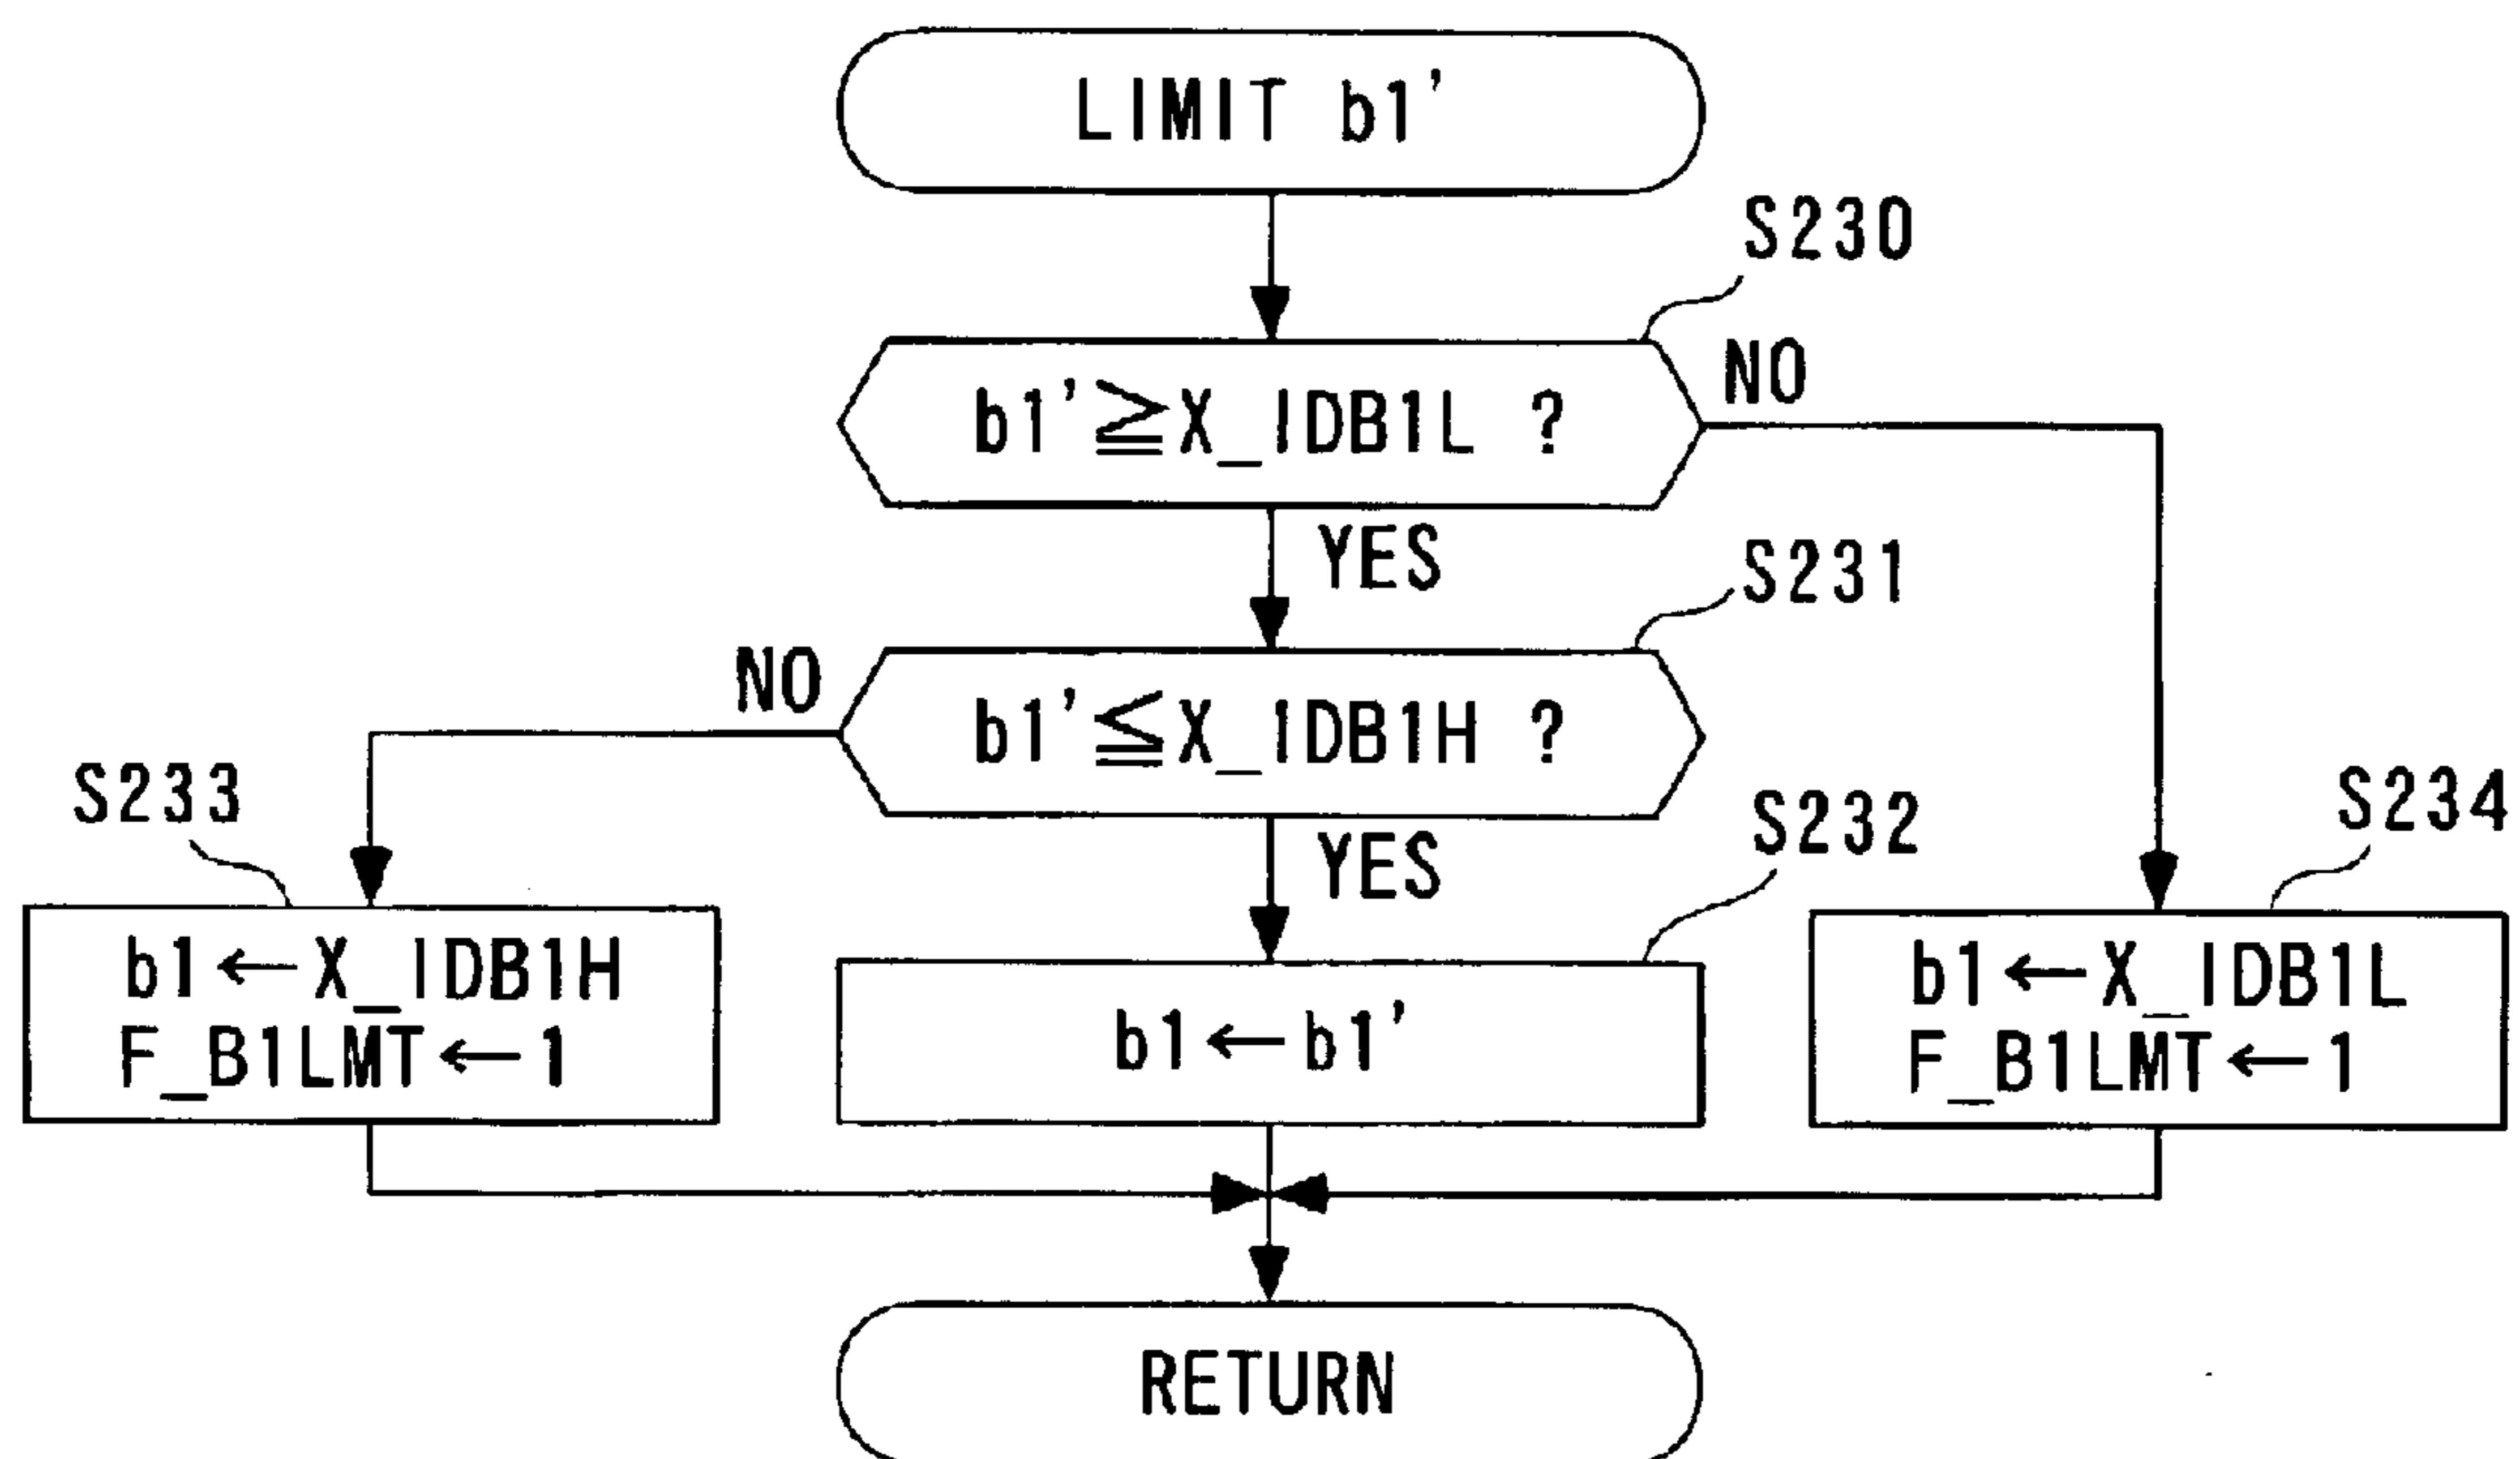 LIMIT b1'
S230
b1'≧X_IDB1L ?
NO
YES
S231
b1'≦X_IDB1H ?
NO
YES
S233
S232
S234
b1←X_IDB1H
F_B1LMT←1
b1←b1'
b1←X_IDB1L
F_B1LMT←1
RETURN